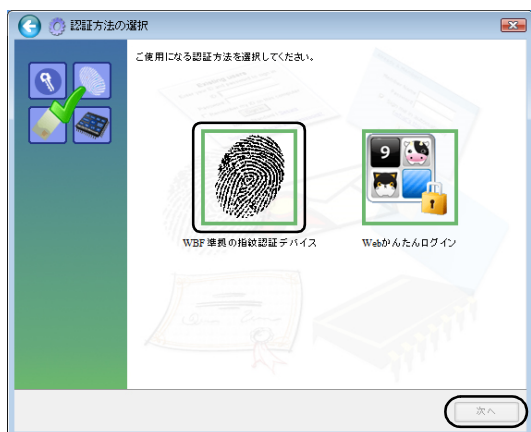 認証方法の選択
ご使用になる認証方法を選択してください。
9
WBF 準拠の指紋認証デバイス
Webかんたんログイン
次へ